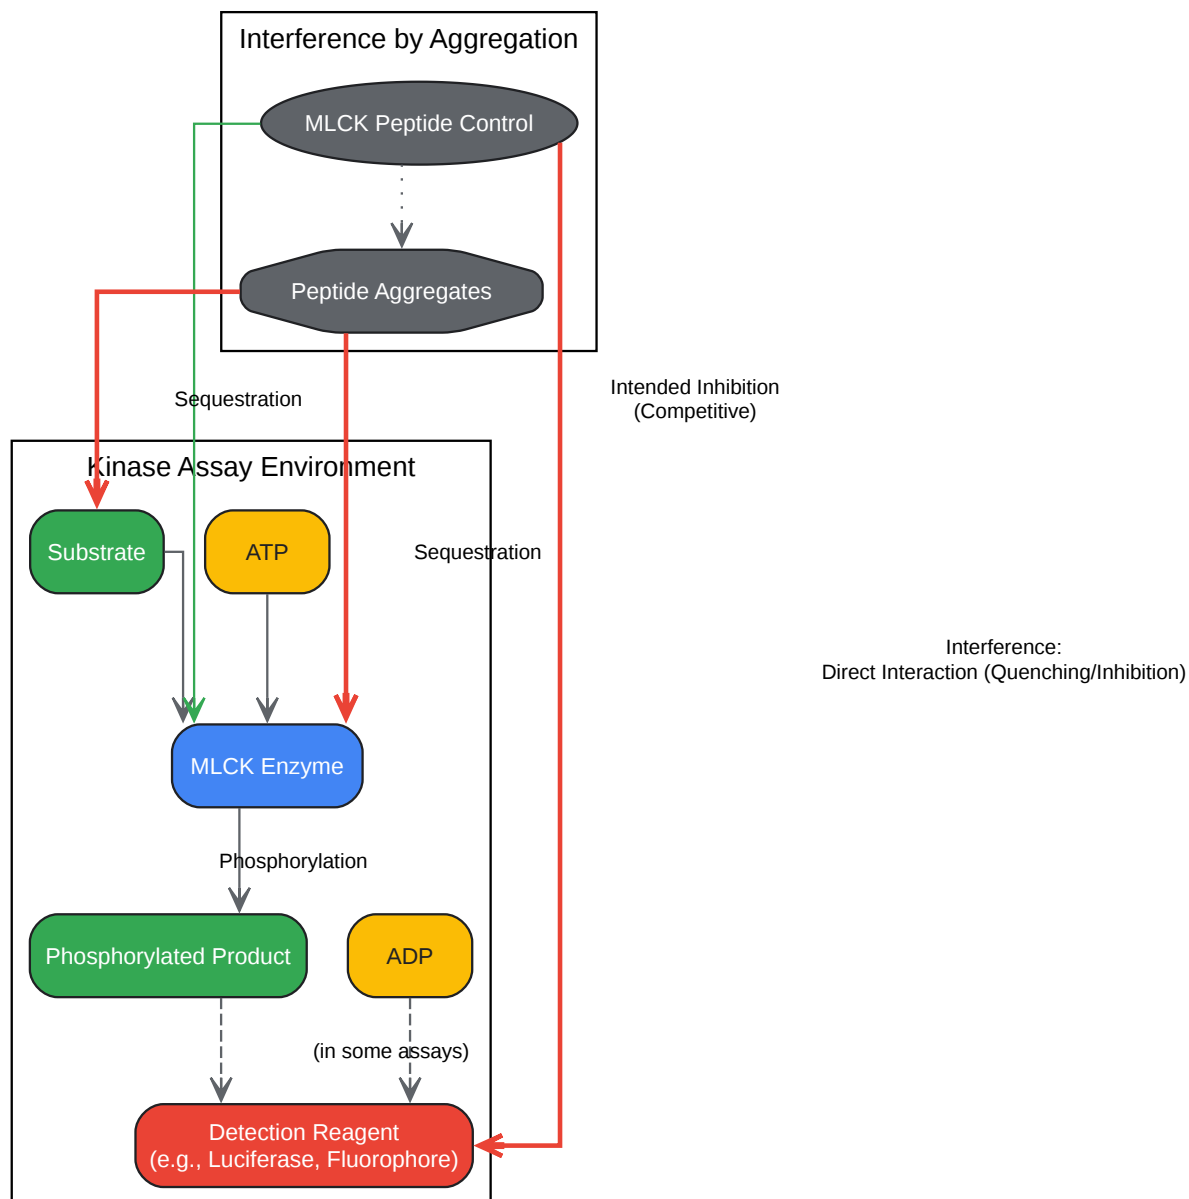 Interference by Aggregation
MLCK Peptide Control
Peptide Aggregates
Sequestration
Intended Inhibition
(Competitive)
Kinase Assay Environment
Substrate
ATP
Sequestration
Interference:
Direct Interaction (Quenching/Inhibition)
MLCK Enzyme
Phosphorylation
Phosphorylated Product
ADP
(in some assays)
Detection Reagent
(e.g., Luciferase, Fluorophore)